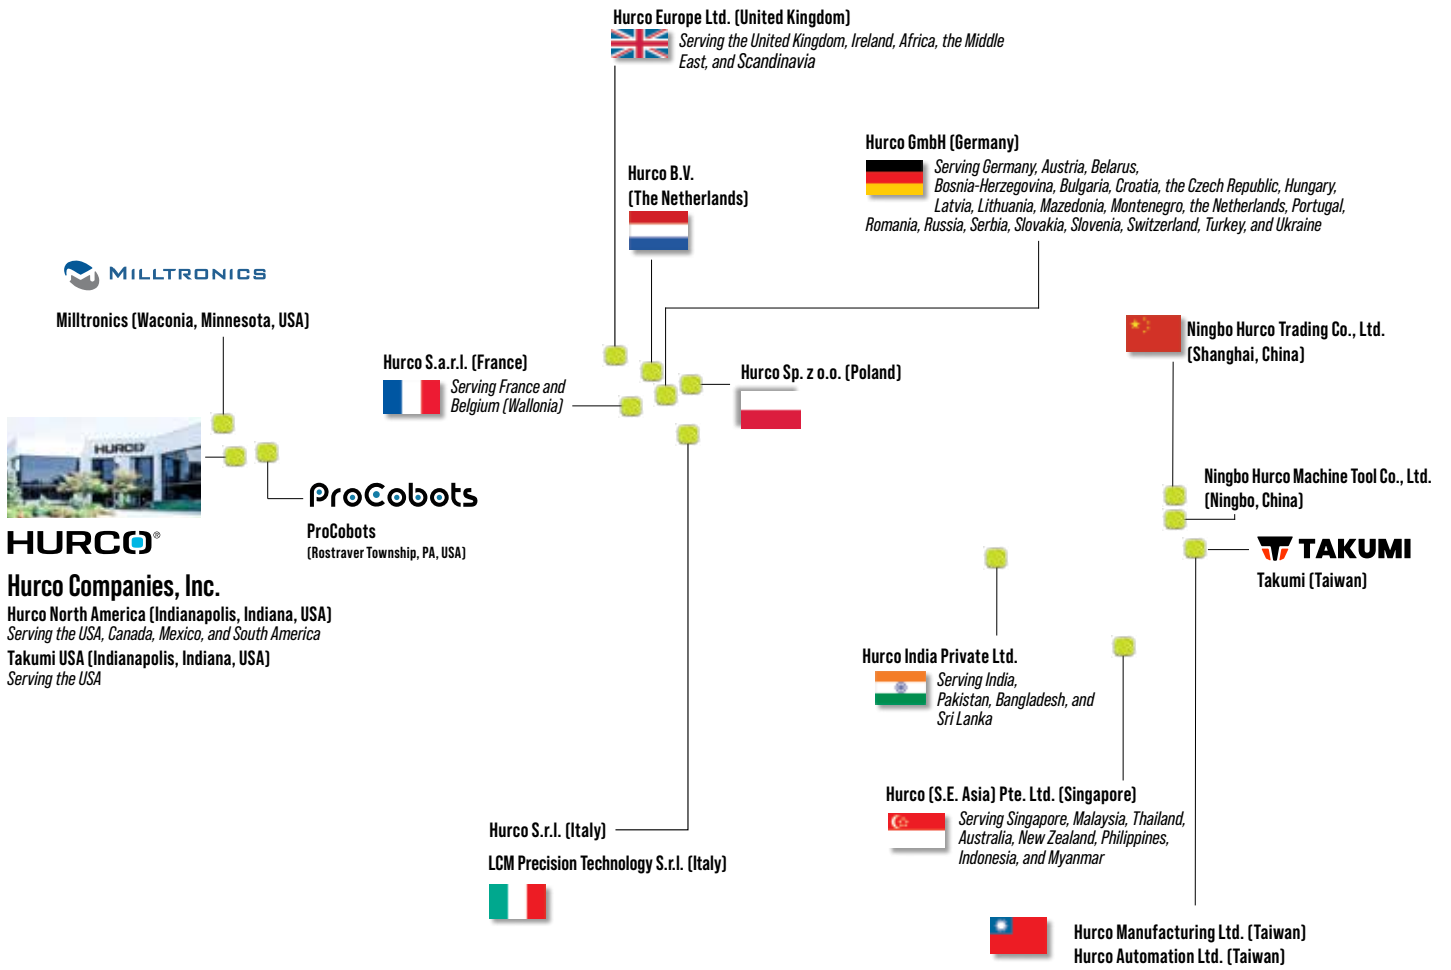 Hurco Europe Ltd. (United Kingdom)
Serving the United Kingdom, Ireland, Africa, the Middle
East, and Scandinavia
Hurco GmbH (Germany)
Serving Germany, Austria, Belarus,
Bosnia-Herzegovina, Bulgaria, Croatia, the Czech Republic, Hungary,
Latvia, Lithuania, Mazedonia, Montenegro, the Netherlands, Portugal,
Romania, Russia, Serbia, Slovakia, Slovenia, Switzerland, Turkey, and Ukraine
Hurco B.V.
(The Netherlands)
MILLTRONICS
Milltronics (Waconia, Minnesota, USA)
Hurco S.a.r.l. (France)
Serving France and
Belgium (Wallonia)
Hurco Sp. z o.o. (Poland)
Ningbo Hurco Trading Co., Ltd.
(Shanghai, China)
Ningbo Hurco Machine Tool Co., Ltd.
(Ningbo, China)
TAKUMI
Takumi (Taiwan)
HURCO
ProCobots
ProCobots
(Rostraver Township, PA, USA)
HURCO®
Hurco Companies, Inc.
Hurco North America (Indianapolis, Indiana, USA)
Serving the USA, Canada, Mexico, and South America
Takumi USA (Indianapolis, Indiana, USA)
Serving the USA
Hurco India Private Ltd.
Serving India,
Pakistan, Bangladesh, and
Sri Lanka
Hurco (S.E. Asia) Pte. Ltd. (Singapore)
Serving Singapore, Malaysia, Thailand,
Australia, New Zealand, Philippines,
Indonesia, and Myanmar
Hurco S.r.l. (Italy)
LCM Precision Technology S.r.l. (Italy)
Hurco Manufacturing Ltd. (Taiwan)
Hurco Automation Ltd. (Taiwan)